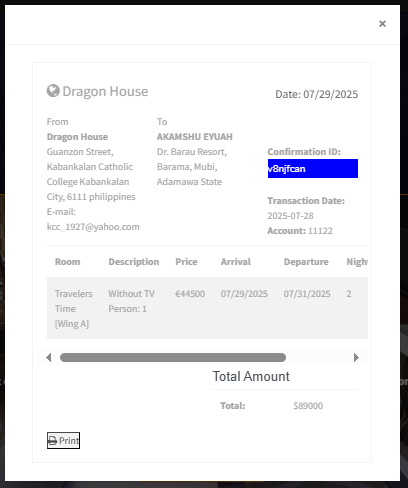 ×
Dragon House
Date: 07/29/2025
From
Dragon House
Guanzon Street,
Kabankalan Catholic
College Kabankalan
City, 6111 philippines
E-mail:
kcc_1927@yahoo.com
To
AKAMSHU EYUAH
Dr. Barau Resort,
Barama, Mubi,
Adamawa State
Confirmation ID:
v8njfcan
Transaction Date:
2025-07-28
Account: 11122
Room Description Price Arrival Departure Night
Travelers Time [Wing A] Without TV Person: 1 €44500 07/29/2025 07/31/2025 2
Total Amount
Total: $89000
Print